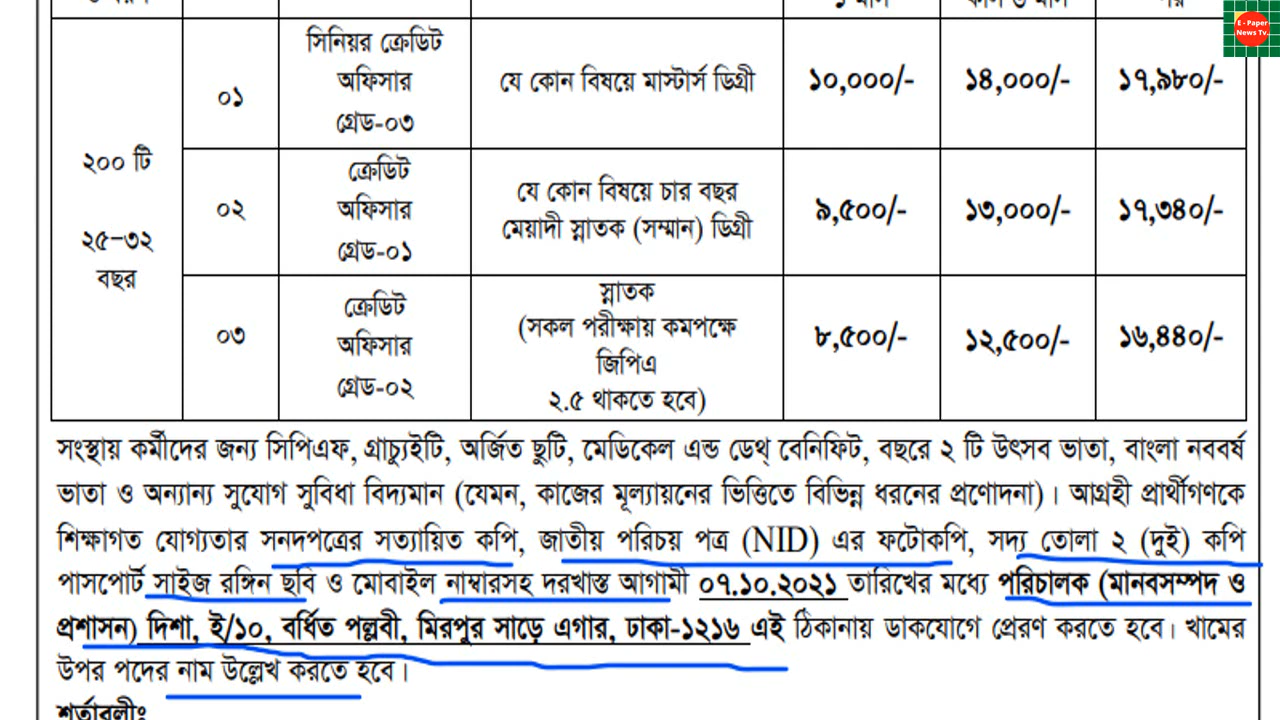 E - Paper
News Tv.
২০০ টি
২৫–৩২
বছর
০১
সিনিয়র ক্রেডিট
অফিসার
গ্রেড-০৩
যে কোন বিষয়ে মাস্টার্স ডিগ্রী
১০,০০০/-
১৪,০০০/-
১৭,৯৮০/-
০২
ক্রেডিট
অফিসার
গ্রেড-০১
যে কোন বিষয়ে চার বছর
মেয়াদী স্নাতক (সম্মান) ডিগ্রী
৯,৫০০/-
১৩,০০০/-
১৭,৩৪০/-
০৩
ক্রেডিট
অফিসার
গ্রেড-০২
স্নাতক
(সকল পরীক্ষায় কমপক্ষে
জিপিএ
২.৫ থাকতে হবে)
৮,৫০০/-
১২,৫০০/-
১৬,৪৪০/-
সংস্থায় কর্মীদের জন্য সিপিএফ, গ্রাচ্যুইটি, অর্জিত ছুটি, মেডিকেল এন্ড ডেথ্ বেনিফিট, বছরে ২ টি উৎসব ভাতা, বাংলা নববর্ষ
ভাতা ও অন্যান্য সুযোগ সুবিধা বিদ্যমান (যেমন, কাজের মূল্যায়নের ভিত্তিতে বিভিন্ন ধরনের প্রণোদনা)। আগ্রহী প্রার্থীগণকে
শিক্ষাগত যোগ্যতার সনদপত্রের সত্যায়িত কপি, জাতীয় পরিচয় পত্র (NID) এর ফটোকপি, সদ্য তোলা ২ (দুই) কপি
পাসপোর্ট সাইজ রঙ্গিন ছবি ও মোবাইল নাম্বারসহ দরখাস্ত আগামী ০৭.১০.২০২১ তারিখের মধ্যে পরিচালক (মানবসম্পদ ও
প্রশাসন) দিশা, ই/১০, বর্ধিত পল্লবী, মিরপুর সাড়ে এগার, ঢাকা-১২১৬ এই ঠিকানায় ডাকযোগে প্রেরণ করতে হবে। খামের
উপর পদের নাম উল্লেখ করতে হবে।
শর্তাবলীঃ